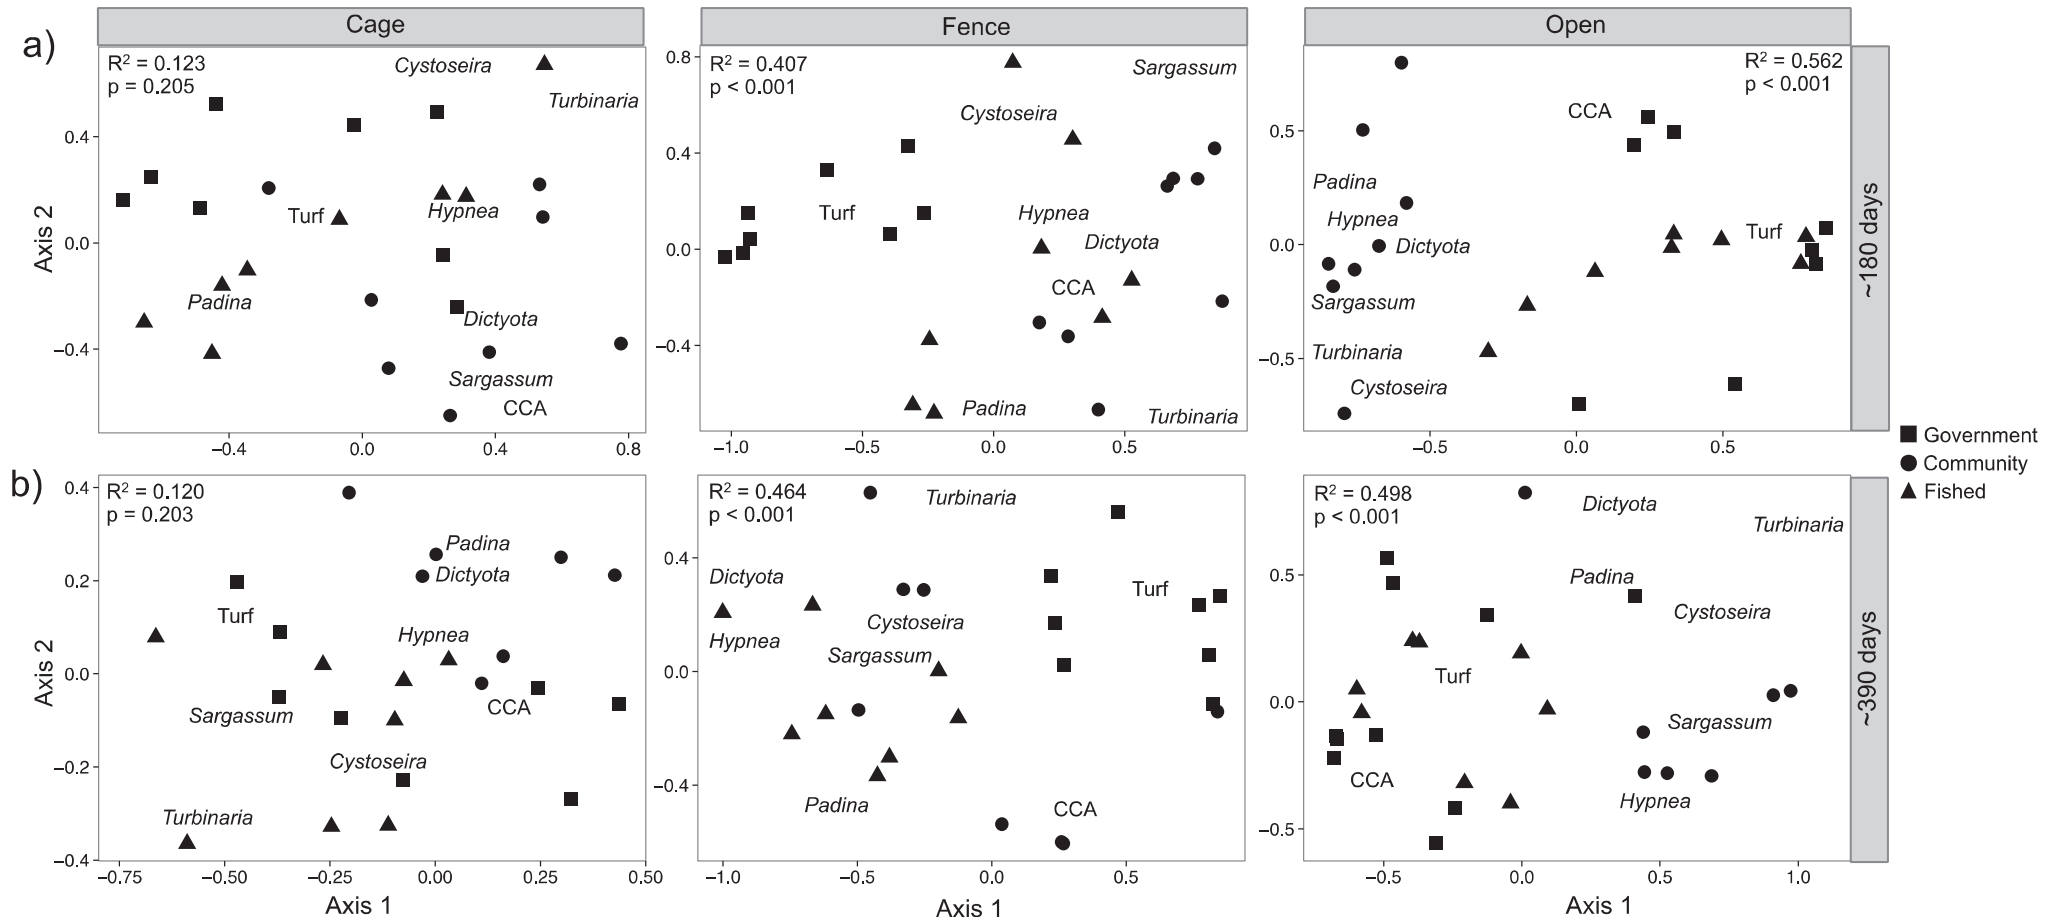 Cage
Fence
Open
a)
R² = 0.123
p = 0.205
Cystoseira
Turbinaria
Turf
Hypnea
Padina
Dictyota
Sargassum
CCA
Axis 2
0.4
0.0
−0.4
−0.4
0.0
0.4
0.8
R² = 0.407
p < 0.001
Sargassum
Cystoseira
Turf
Hypnea
Dictyota
CCA
Padina
Turbinaria
0.8
0.4
0.0
−0.4
−1.0
−0.5
0.0
0.5
R² = 0.562
p < 0.001
CCA
Padina
Hypnea
Dictyota
Turf
Sargassum
Turbinaria
Cystoseira
0.5
0.0
−0.5
−0.5
0.0
0.5
~180 days
Government
Community
Fished
b)
R² = 0.120
p = 0.203
Padina
Dictyota
Turf
Hypnea
Sargassum
CCA
Cystoseira
Turbinaria
Axis 2
0.4
0.2
0.0
−0.2
−0.4
−0.75
−0.50
−0.25
0.00
0.25
0.50
Axis 1
R² = 0.464
p < 0.001
Turbinaria
Dictyota
Turf
Hypnea
Cystoseira
Sargassum
Padina
CCA
0.4
0.0
−0.4
−1.0
−0.5
0.0
0.5
Axis 1
R² = 0.498
p < 0.001
Dictyota
Turbinaria
Padina
Cystoseira
Turf
Sargassum
CCA
Hypnea
0.5
0.0
−0.5
−0.5
0.0
0.5
1.0
Axis 1
~390 days